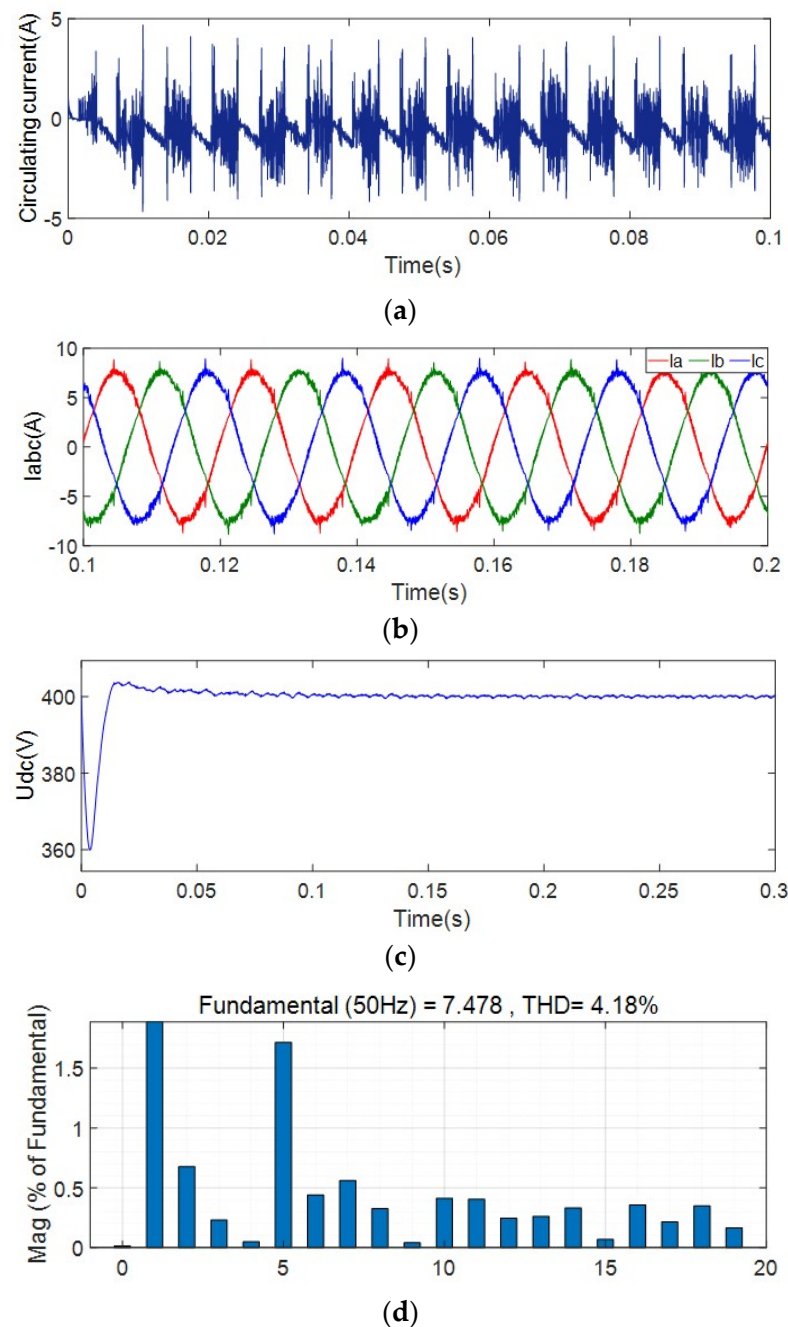 Circulating current(A)
5
0
-5
0 0.02 0.04 0.06 0.08 0.1
Time(s)
(a)
Iabc(A)
10
5
0
-5
-10
Ia Ib Ic
0.1 0.12 0.14 0.16 0.18 0.2
Time(s)
(b)
Udc(V)
400
380
360
0 0.05 0.1 0.15 0.2 0.25 0.3
Time(s)
(c)
Fundamental (50Hz) = 7.478 , THD= 4.18%
Mag (% of Fundamental)
1.5
1
0.5
0
0 5 10 15 20
(d)